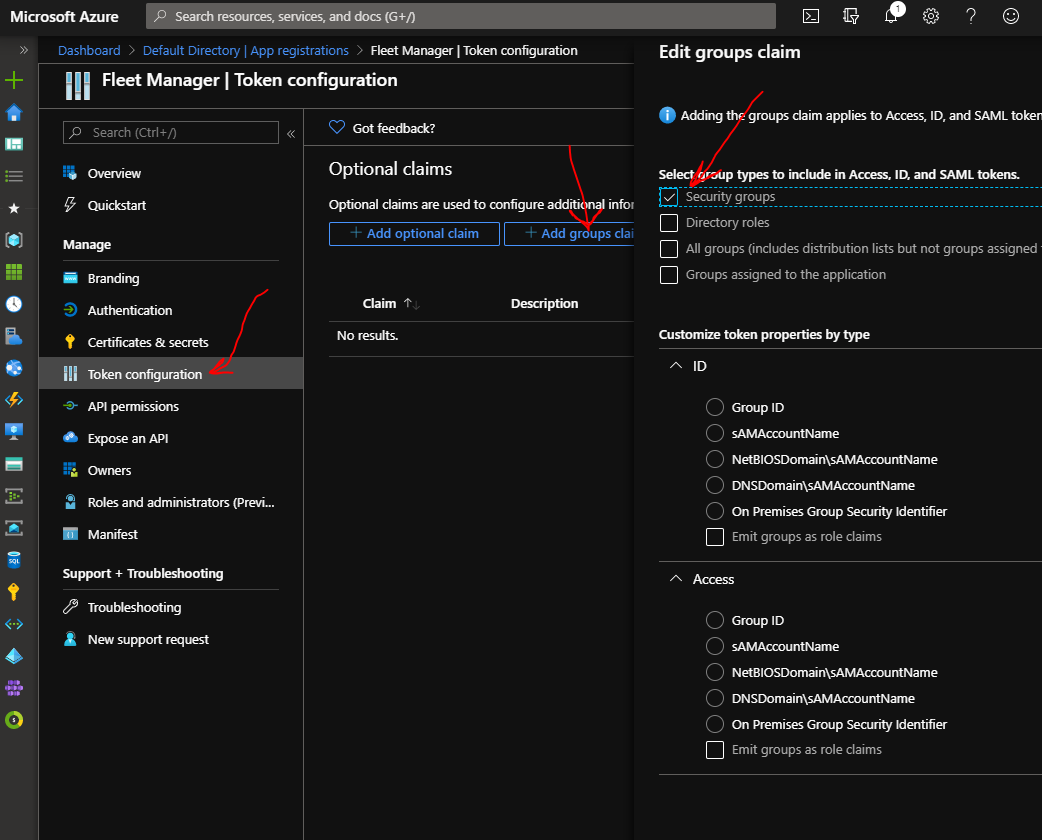 Microsoft Azure
Search resources, services, and docs (G+/)
1
Dashboard > Default Directory | App registrations > Fleet Manager | Token configuration
Fleet Manager | Token configuration
Search (Ctrl+/)
Overview
Quickstart
Manage
Branding
Authentication
Certificates & secrets
Token configuration
API permissions
Expose an API
Owners
Roles and administrators (Previ...
Manifest
Support + Troubleshooting
Troubleshooting
New support request
Got feedback?
Optional claims
Optional claims are used to configure additional infor
+ Add optional claim
+ Add groups clai
Claim
Description
No results.
Edit groups claim
Adding the groups claim applies to Access, ID, and SAML token
Select group types to include in Access, ID, and SAML tokens.
Security groups
Directory roles
All groups (includes distribution lists but not groups assigned
Groups assigned to the application
Customize token properties by type
ID
Group ID
sAMAccountName
NetBIOSDomain\sAMAccountName
DNSDomain\sAMAccountName
On Premises Group Security Identifier
Emit groups as role claims
Access
Group ID
sAMAccountName
NetBIOSDomain\sAMAccountName
DNSDomain\sAMAccountName
On Premises Group Security Identifier
Emit groups as role claims